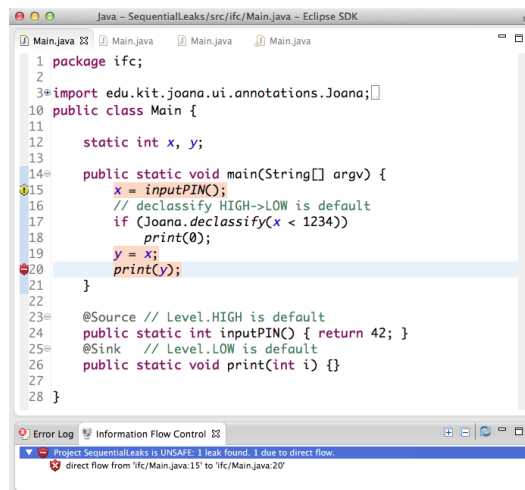 Java – SequentialLeaks/src/ifc/Main.java – Eclipse SDK
Main.java Main.java Main.java Main.java
1 package ifc;
2
3 import edu.kit.joana.ui.annotations.Joana;
10 public class Main {
11
12 static int x, y;
13
14 public static void main(String[] argv) {
15 x = inputPIN();
16 // declassify HIGH->LOW is default
17 if (Joana.declassify(x < 1234))
18 print(0);
19 y = x;
20 print(y);
21 }
22
23 @Source // Level.HIGH is default
24 public static int inputPIN() { return 42; }
25 @Sink // Level.LOW is default
26 public static void print(int i) {}
27
28 }
Error Log Information Flow Control
Project SequentialLeaks is UNSAFE: 1 leak found. 1 due to direct flow.
direct flow from 'ifc/Main.java:15' to 'ifc/Main.java:20'